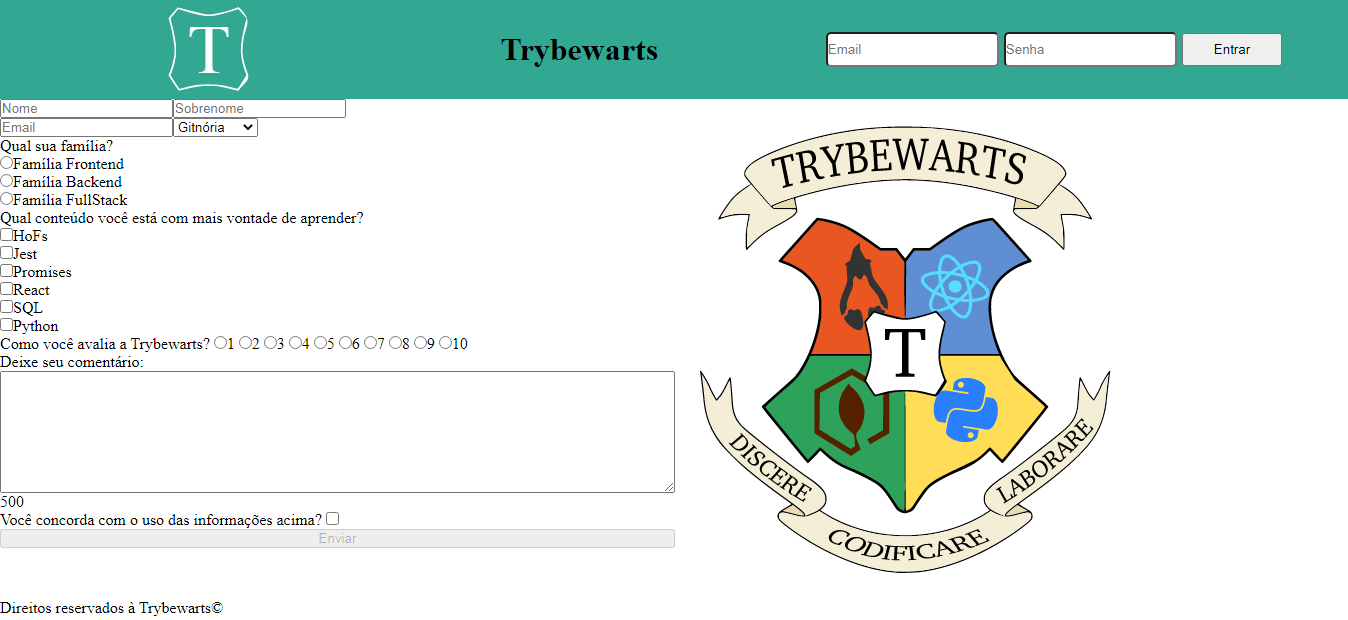 T Trybewarts Email Senha Entrar
Nome Sobrenome
Email Gitnória
Qual sua família?
Família Frontend
Família Backend
Família FullStack
Qual conteúdo você está com mais vontade de aprender?
HoFs
Jest
Promises
React
SQL
Python
Como você avalia a Trybewarts? 1 2 3 4 5 6 7 8 9 10
Deixe seu comentário:
500
Você concorda com o uso das informações acima?
Enviar
TRYBEWARTS
T
DISCERE
CODIFICARE
LABORARE
Direitos reservados à Trybewarts©